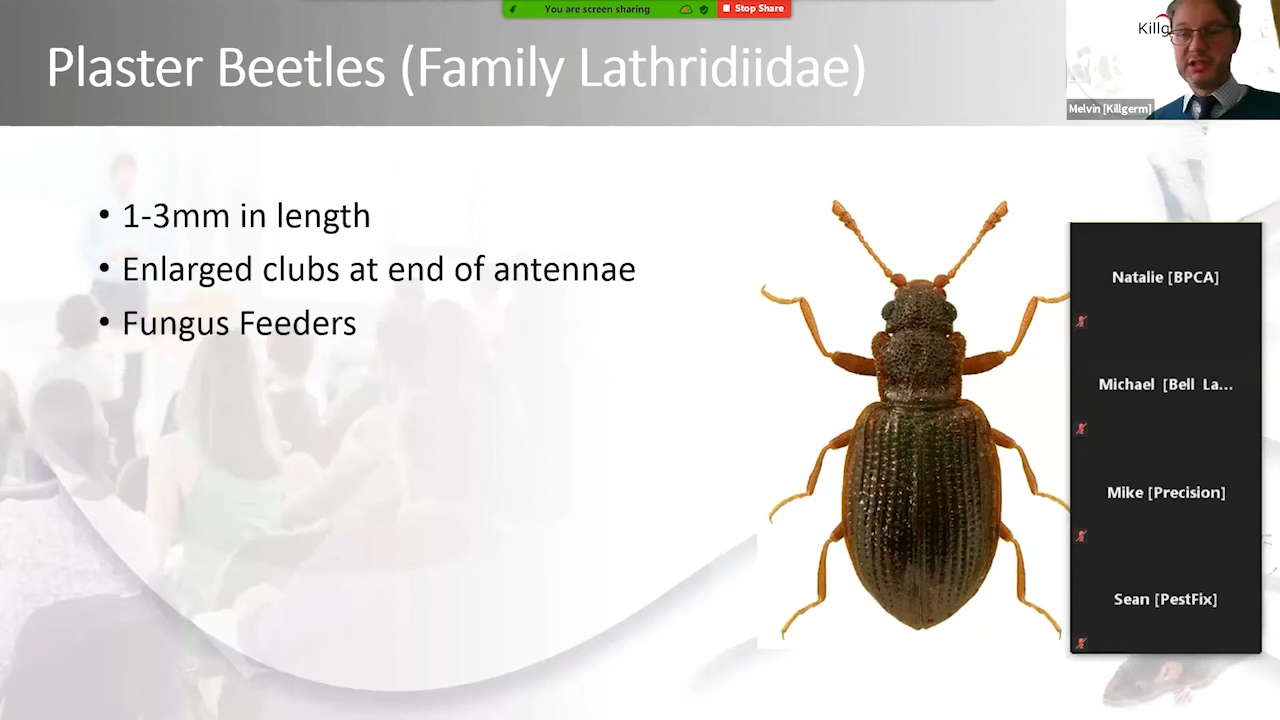 You are screen sharing
Stop Share
Plaster Beetles (Family Lathridiidae)
Killg
Melvin [Killgerm]
• 1-3mm in length
• Enlarged clubs at end of antennae
• Fungus Feeders
Natalie [BPCA]
Michael [Bell La...
Mike [Precision]
Sean [PestFix]